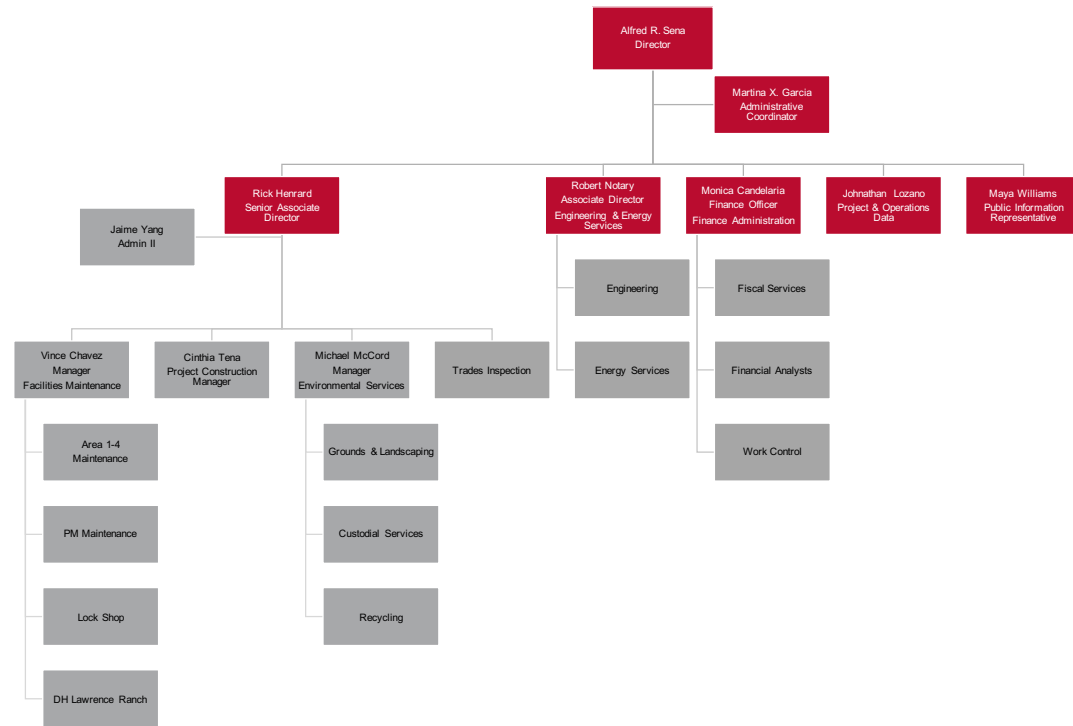 Alfred R. Sena
Director
Martina X. Garcia
Administrative
Coordinator
Rick Henrard
Senior Associate
Director
Robert Notary
Associate Director
Engineering & Energy
Services
Monica Candelaria
Finance Officer
Finance Administration
Johnathan Lozano
Project & Operations
Data
Maya Williams
Public Information
Representative
Jaime Yang
Admin II
Engineering
Fiscal Services
Vince Chavez
Manager
Facilities Maintenance
Cinthia Tena
Project Construction
Manager
Michael McCord
Manager
Environmental Services
Trades Inspection
Energy Services
Financial Analysts
Area 1-4
Maintenance
Grounds & Landscaping
Work Control
PM Maintenance
Custodial Services
Lock Shop
Recycling
DH Lawrence Ranch